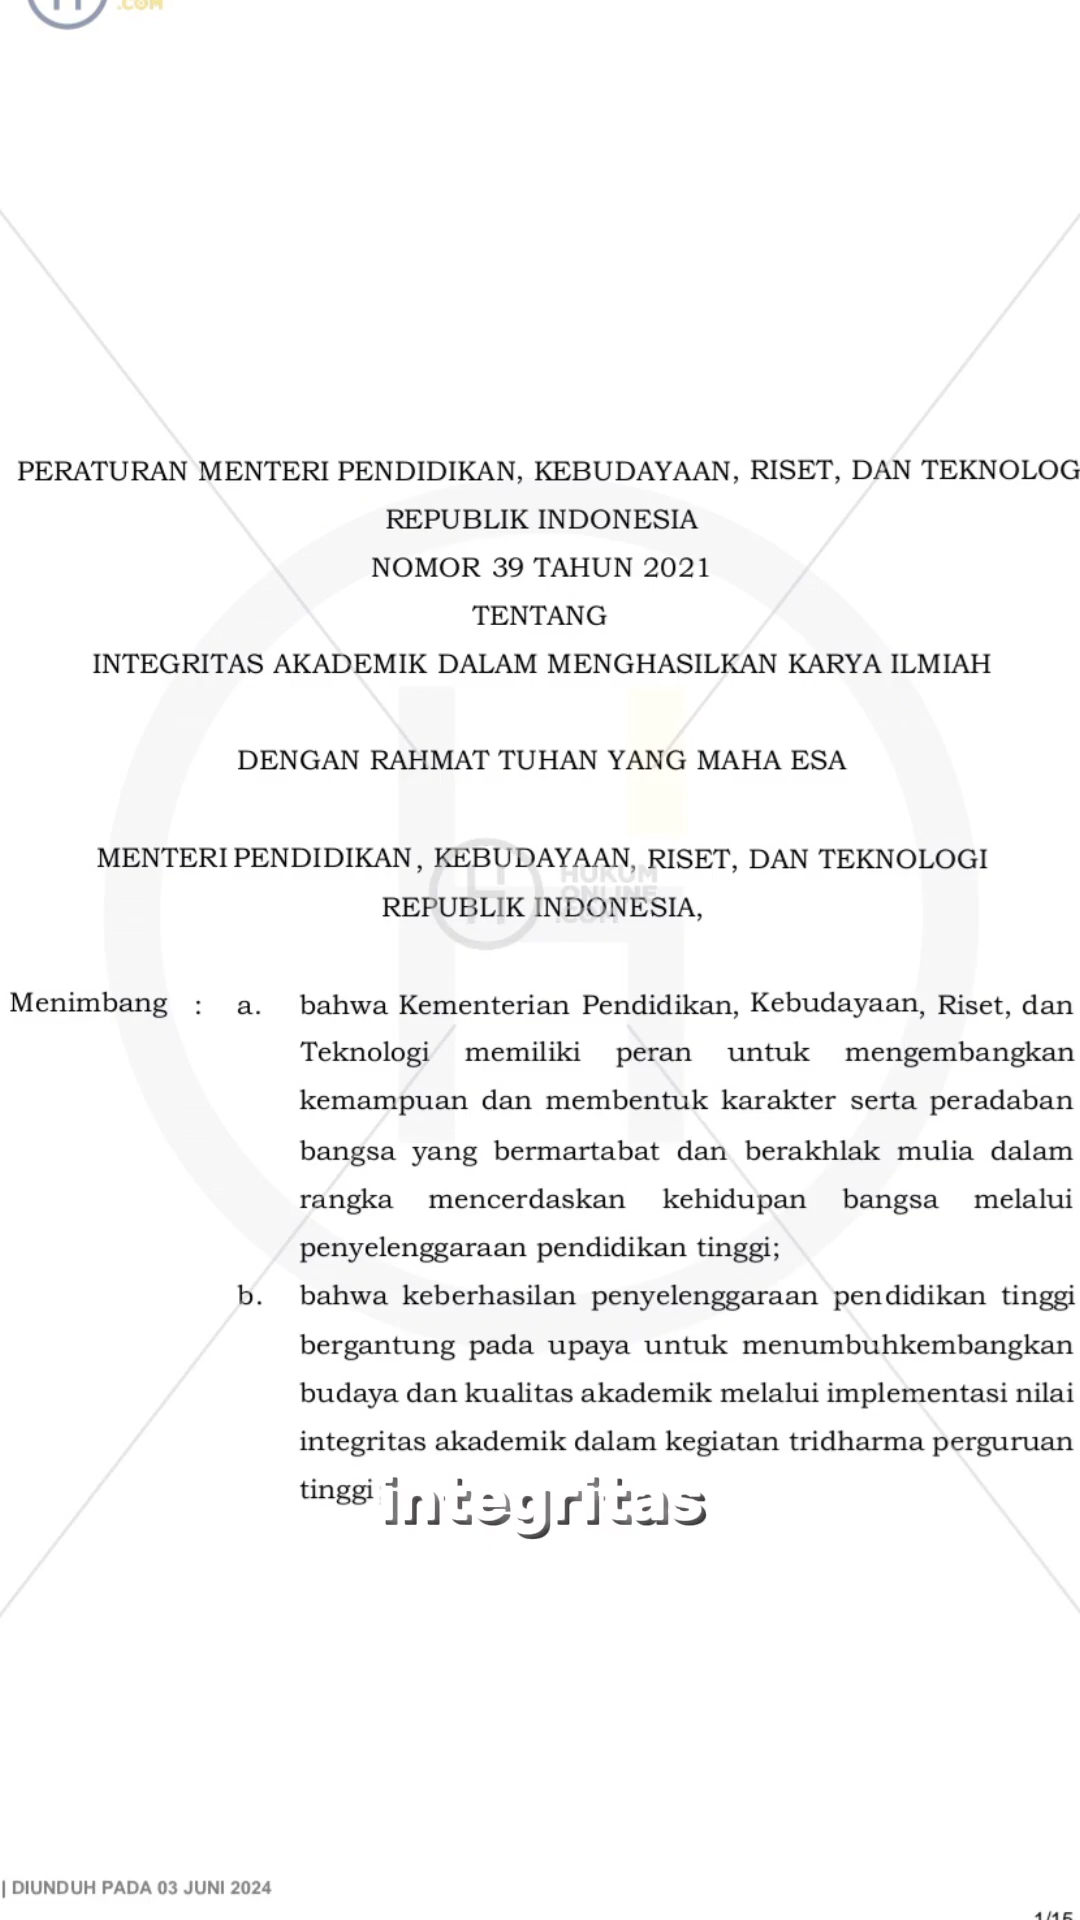 .COM
PERATURAN MENTERI PENDIDIKAN, KEBUDAYAAN, RISET, DAN TEKNOLOG
REPUBLIK INDONESIA
NOMOR 39 TAHUN 2021
TENTANG
INTEGRITAS AKADEMIK DALAM MENGHASILKAN KARYA ILMIAH
DENGAN RAHMAT TUHAN YANG MAHA ESA
MENTERI PENDIDIKAN, KEBUDAYAAN, RISET, DAN TEKNOLOGI
HUKUM
ONLINE
.COM
REPUBLIK INDONESIA,
Menimbang : a. bahwa Kementerian Pendidikan, Kebudayaan, Riset, dan
Teknologi memiliki peran untuk mengembangkan
kemampuan dan membentuk karakter serta peradaban
bangsa yang bermartabat dan berakhlak mulia dalam
rangka mencerdaskan kehidupan bangsa melalui
penyelenggaraan pendidikan tinggi;
b. bahwa keberhasilan penyelenggaraan pendidikan tinggi
bergantung pada upaya untuk menumbuhkembangkan
budaya dan kualitas akademik melalui implementasi nilai
integritas akademik dalam kegiatan tridharma perguruan
tinggi
integritas
| DIUNDUH PADA 03 JUNI 2024
1/15